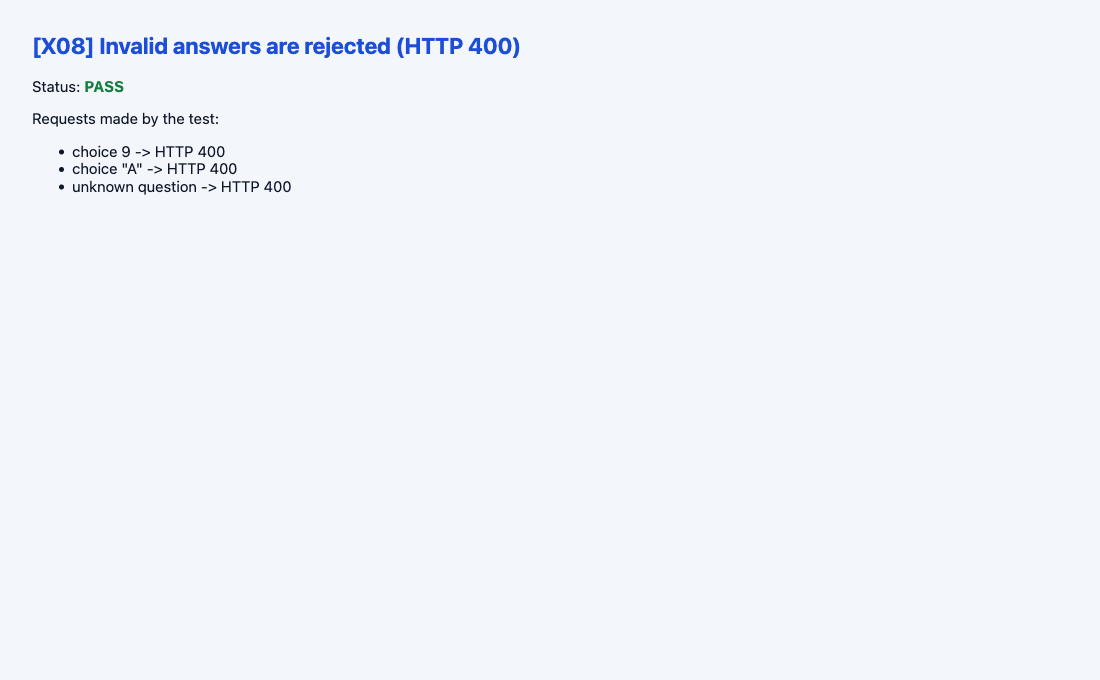 [X08] Invalid answers are rejected (HTTP 400)
Status: PASS
Requests made by the test:
• choice 9 -> HTTP 400
• choice "A" -> HTTP 400
• unknown question -> HTTP 400